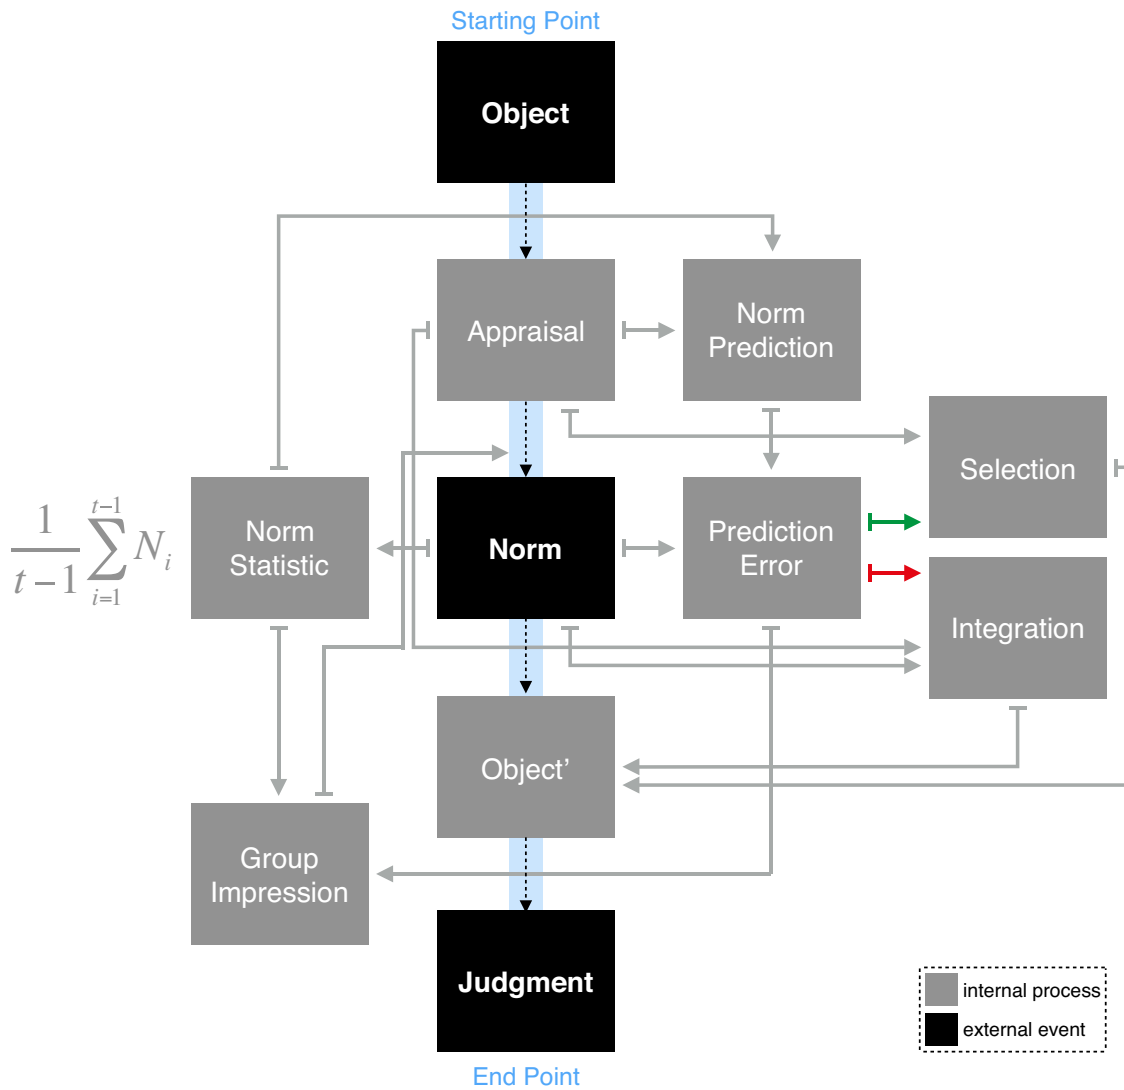 Starting Point
Object
Appraisal
Norm
Prediction
Selection
1
t−1
t−1
∑
i=1
N_i
Norm
Statistic
Norm
Prediction
Error
Integration
Object'
Group
Impression
Judgment
internal process
external event
End Point